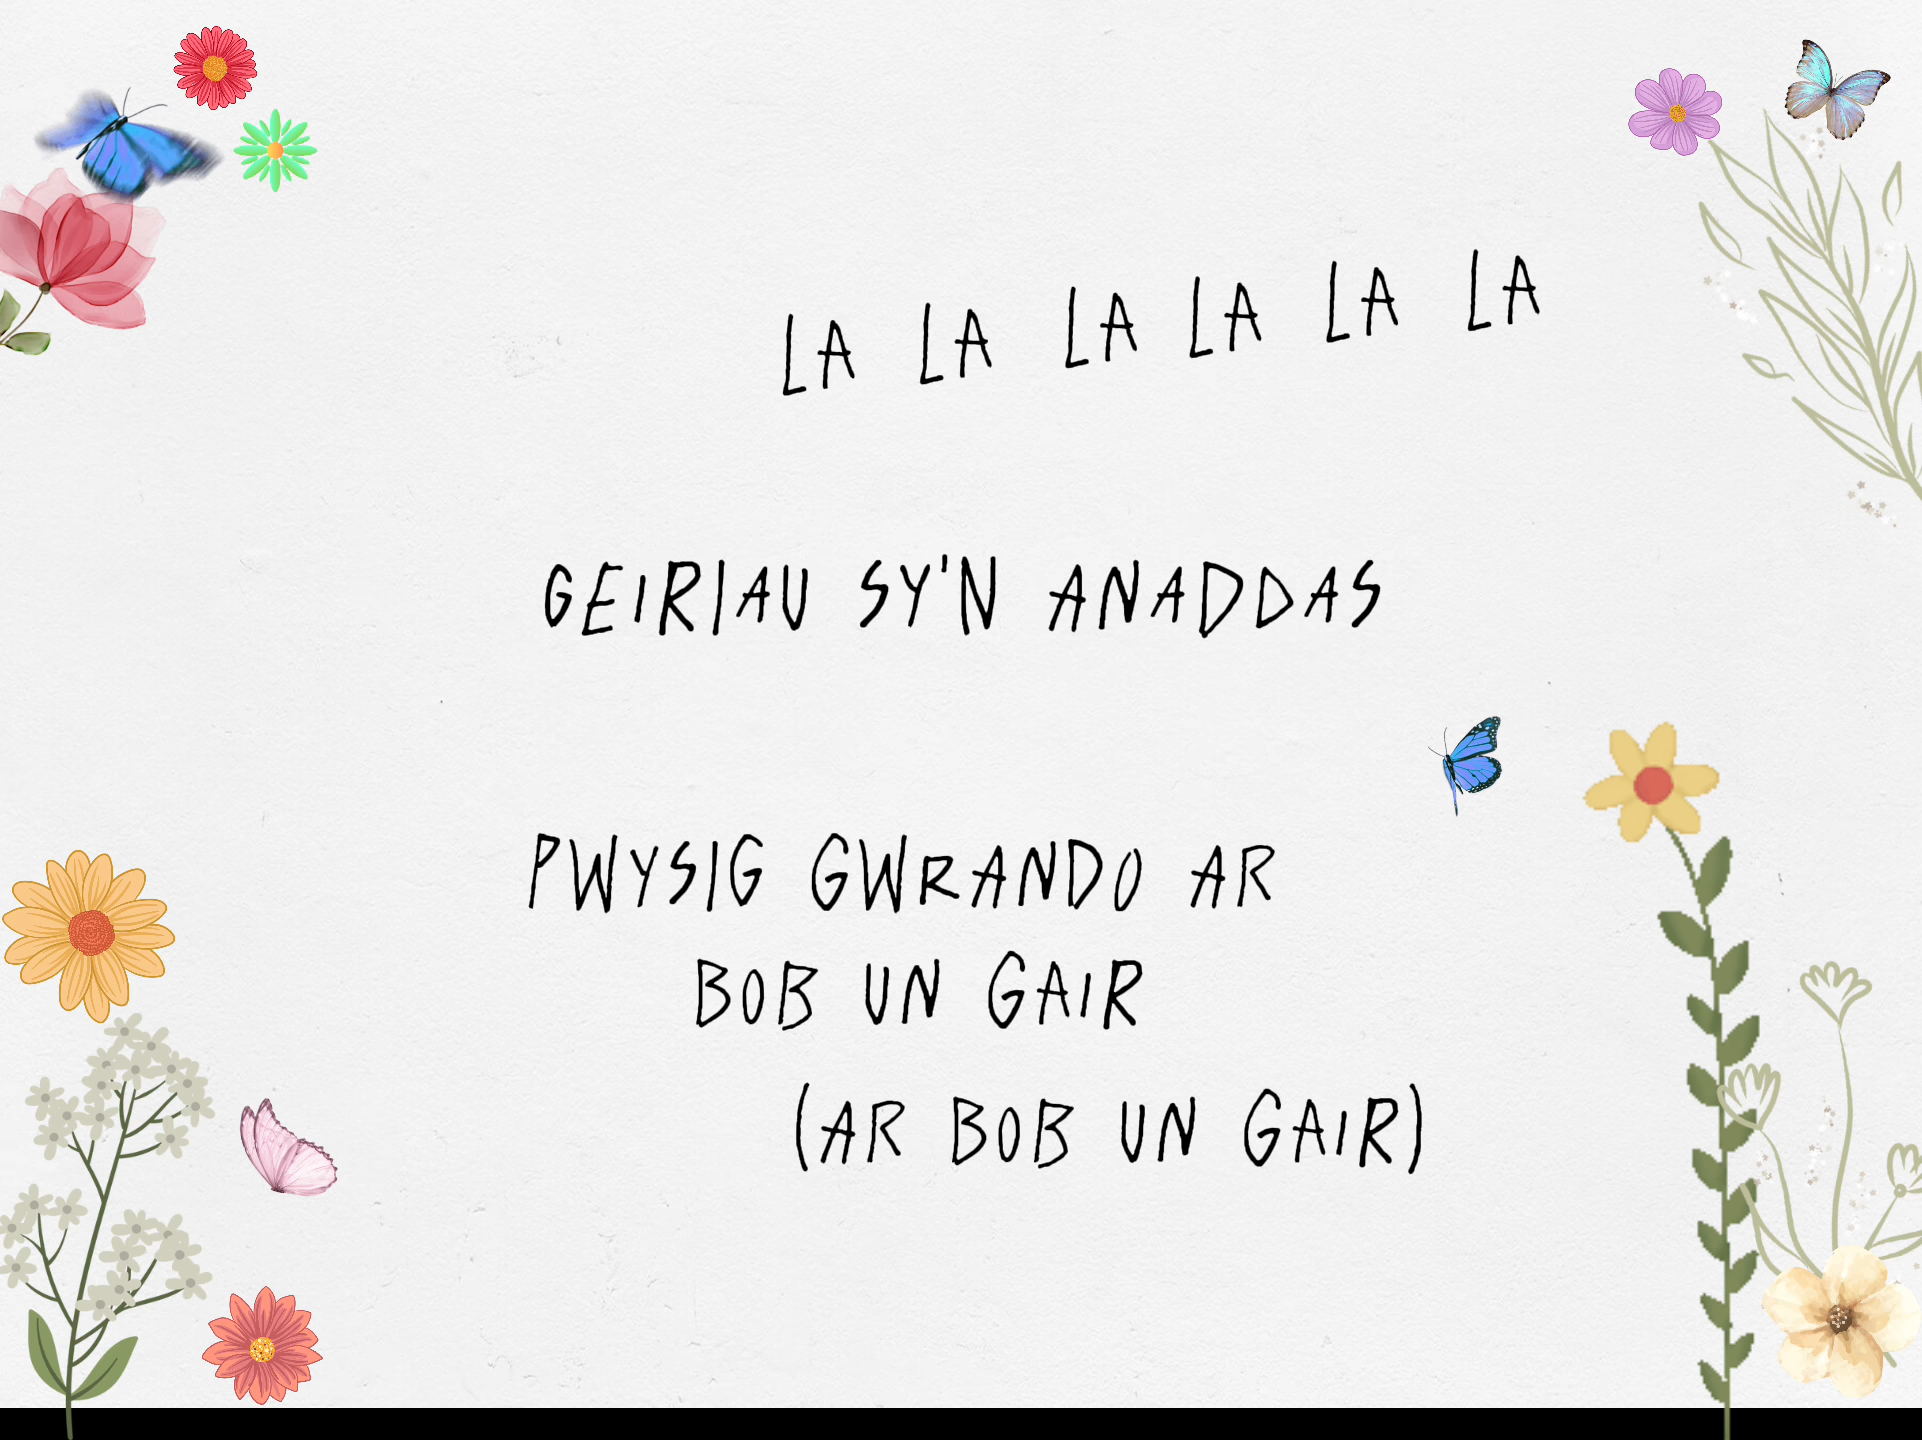 LA LA LA LA LA LA
GEIRIAU SY'N ANADDAS
PWYSIG GWRANDO AR
BOB UN GAIR
(AR BOB UN GAIR)